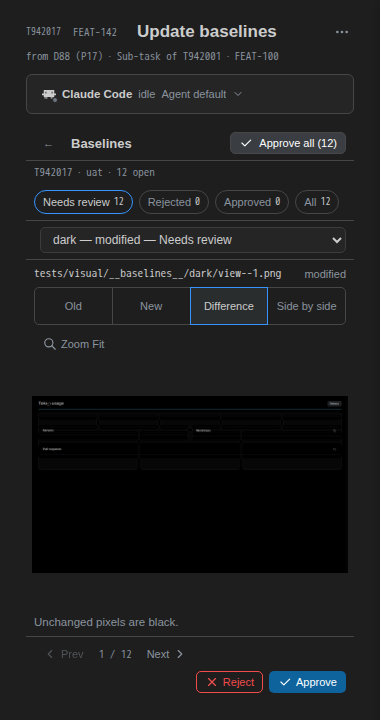 T942017 FEAT-142 Update baselines ···
from D88 (P17) · Sub-task of T942001 · FEAT-100
Claude Code idle Agent default
← Baselines Approve all (12)
T942017 · uat · 12 open
Needs review 12 Rejected 0 Approved 0 All 12
dark — modified — Needs review
tests/visual/__baselines__/dark/view--1.png modified
Old New Difference Side by side
Zoom Fit
Unchanged pixels are black.
Prev 1 / 12 Next
Reject Approve